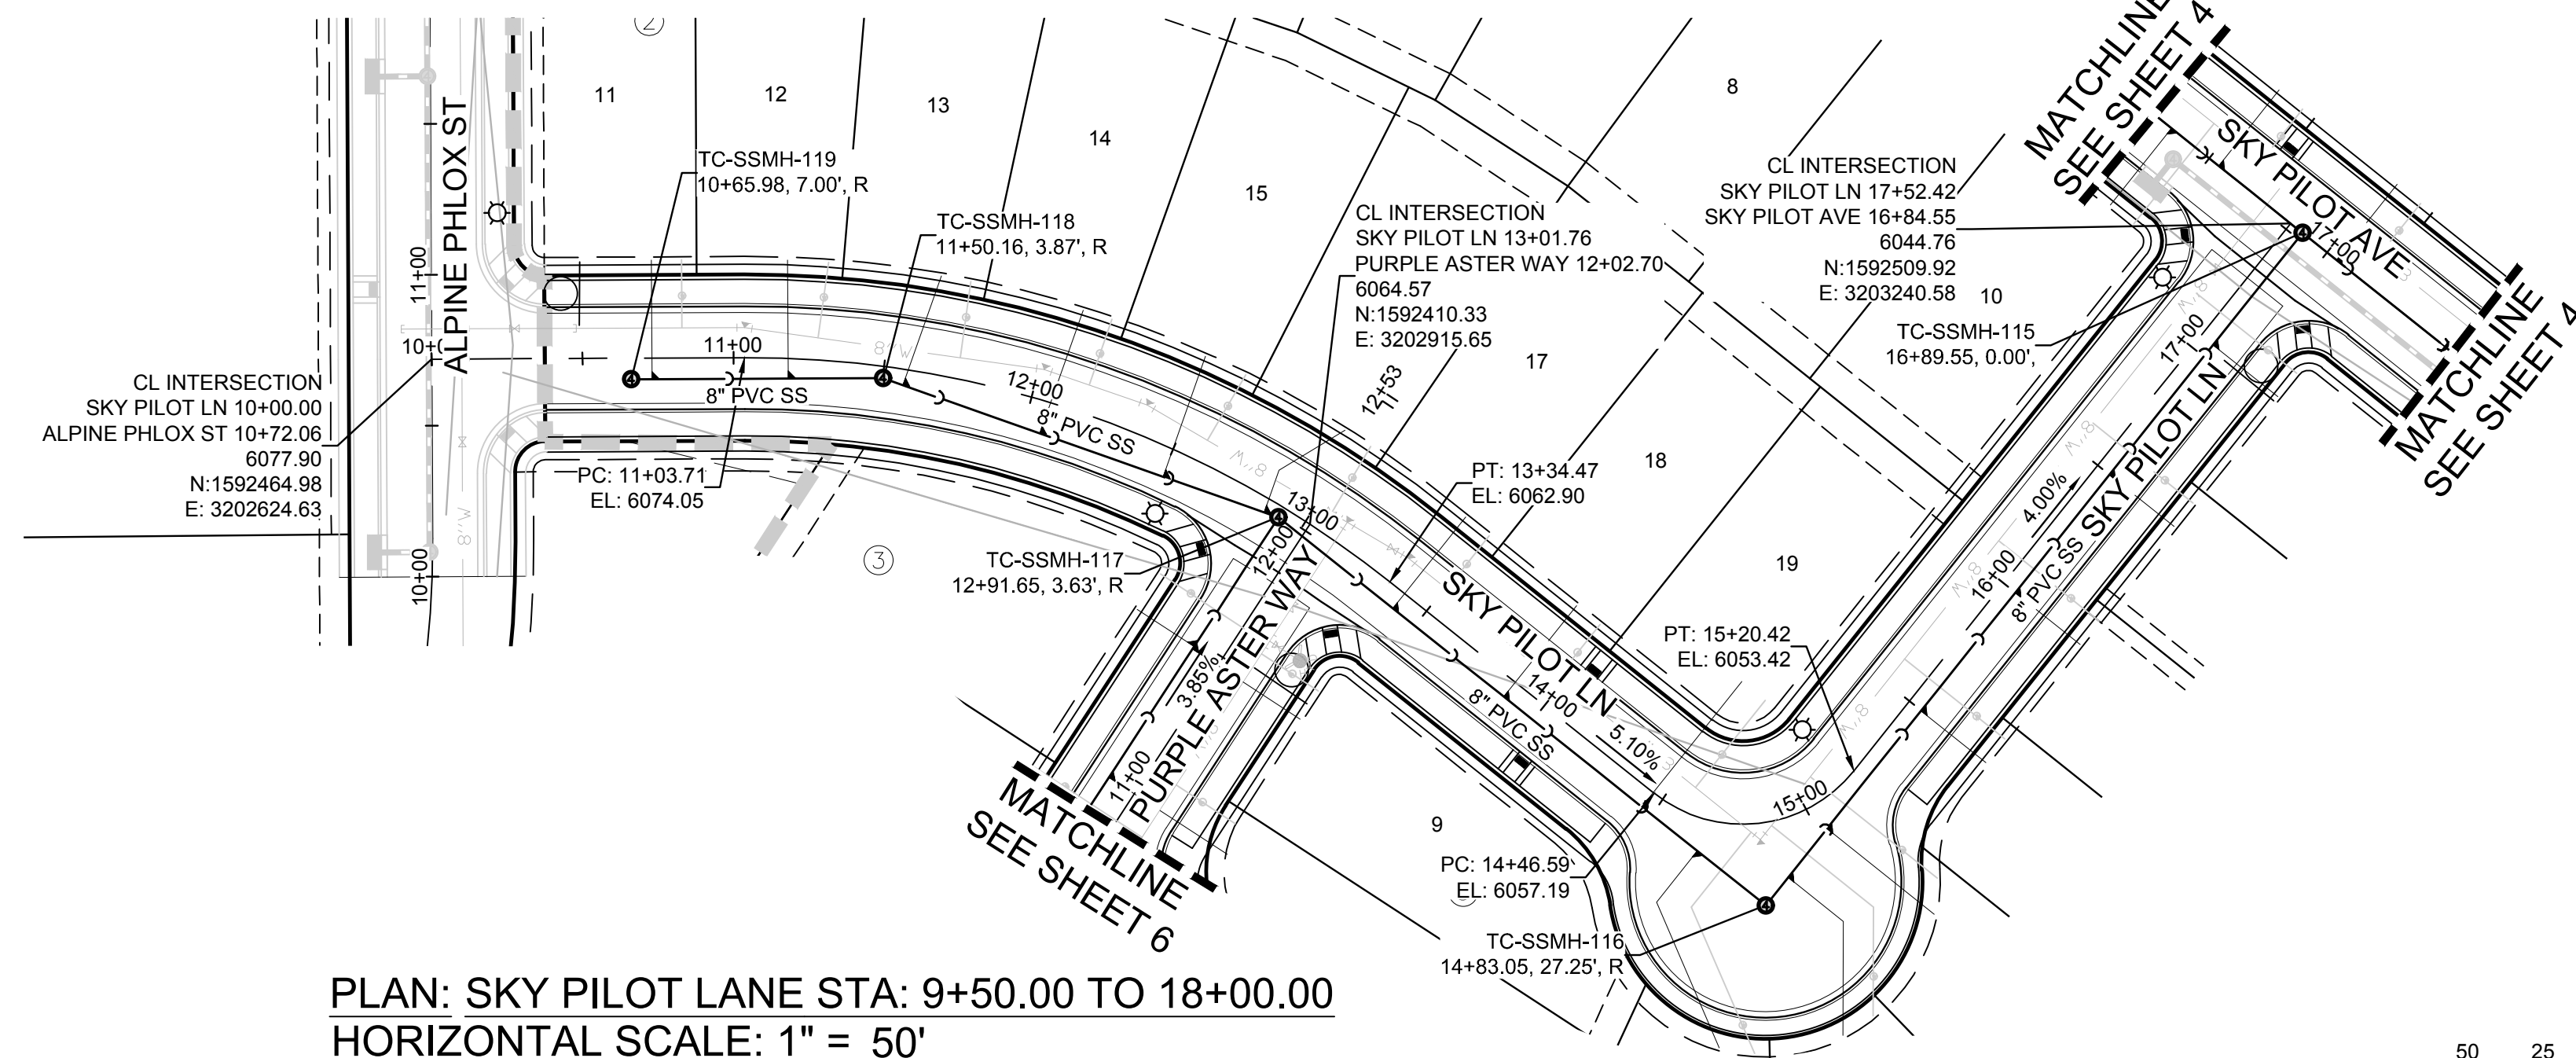 2
11
12
13
14
15
8
17
18
19
10
9
3
ALPINE PHLOX ST
11+00
10+00
TC-SSMH-119
10+65.98, 7.00', R
TC-SSMH-118
11+50.16, 3.87', R
CL INTERSECTION
SKY PILOT LN 13+01.76
PURPLE ASTER WAY 12+02.70
6064.57
N:1592410.33
E: 3202915.65
CL INTERSECTION
SKY PILOT LN 17+52.42
SKY PILOT AVE 16+84.55
6044.76
N:1592509.92
E: 3203240.58
TC-SSMH-115
16+89.55, 0.00',
MATCHLINE
SEE SHEET 4
SKY PILOT AVE
17+00
MATCHLINE
SEE SHEET 4
CL INTERSECTION
SKY PILOT LN 10+00.00
ALPINE PHLOX ST 10+72.06
6077.90
N:1592464.98
E: 3202624.63
11+00
8" PVC SS
PC: 11+03.71
EL: 6074.05
8"W
8"W
12+00
8" PVC SS
8"W
12+53
13+00
12+00
TC-SSMH-117
12+91.65, 3.63', R
PT: 13+34.47
EL: 6062.90
SKY PILOT LN
14+00
8" PVC SS
5.10%
PURPLE ASTER WAY
3.85%
11+00
MATCHLINE
SEE SHEET 6
PT: 15+20.42
EL: 6053.42
15+00
8"W
8"W
16+00
8" PVC SS
4.00%
SKY PILOT LN
17+00
8"W
8"W
PC: 14+46.59
EL: 6057.19
TC-SSMH-116
14+83.05, 27.25', R
PLAN: SKY PILOT LANE STA: 9+50.00 TO 18+00.00
HORIZONTAL SCALE: 1" = 50'
50 25